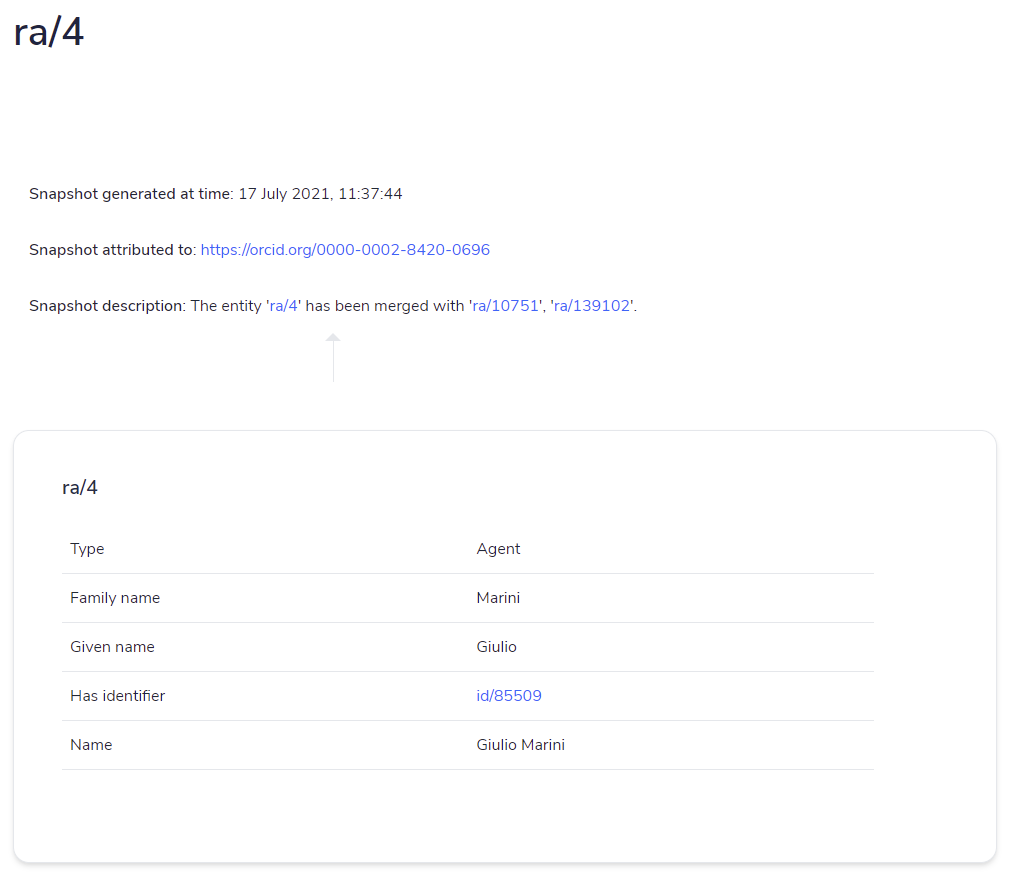 ra/4
Snapshot generated at time: 17 July 2021, 11:37:44
Snapshot attributed to: https://orcid.org/0000-0002-8420-0696
Snapshot description: The entity 'ra/4' has been merged with 'ra/10751', 'ra/139102'.
ra/4
Type Agent
Family name Marini
Given name Giulio
Has identifier id/85509
Name Giulio Marini